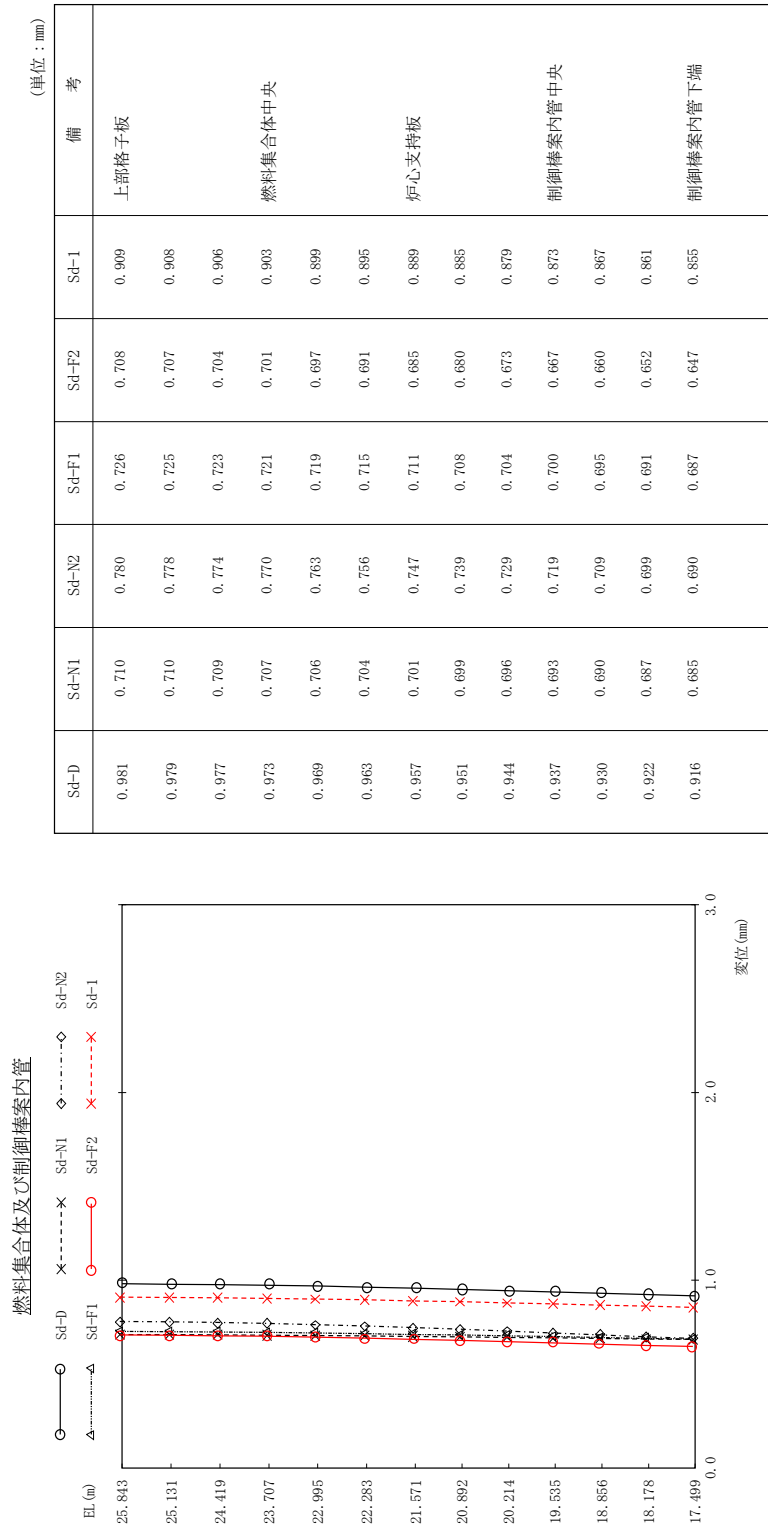 燃料集合体及び制御棒案内管
Sd-D Sd-N1 Sd-N2
Sd-F1 Sd-F2 Sd-1
EL(m)
25.843
25.131
24.419
23.707
22.995
22.283
21.571
20.892
20.214
19.535
18.856
18.178
17.499
0.0 1.0 2.0 3.0
変位(mm)
(単位:mm)
Sd-D Sd-N1 Sd-N2 Sd-F1 Sd-F2 Sd-1 備 考
0.981 0.710 0.780 0.726 0.708 0.909 上部格子板
0.979 0.710 0.778 0.725 0.707 0.908
0.977 0.709 0.774 0.723 0.704 0.906
0.973 0.707 0.770 0.721 0.701 0.903 燃料集合体中央
0.969 0.706 0.763 0.719 0.697 0.899
0.963 0.704 0.756 0.715 0.691 0.895
0.957 0.701 0.747 0.711 0.685 0.889 炉心支持板
0.951 0.699 0.739 0.708 0.680 0.885
0.944 0.696 0.729 0.704 0.673 0.879
0.937 0.693 0.719 0.700 0.667 0.873 制御棒案内管中央
0.930 0.690 0.709 0.695 0.660 0.867
0.922 0.687 0.699 0.691 0.652 0.861
0.916 0.685 0.690 0.687 0.647 0.855 制御棒案内管下端